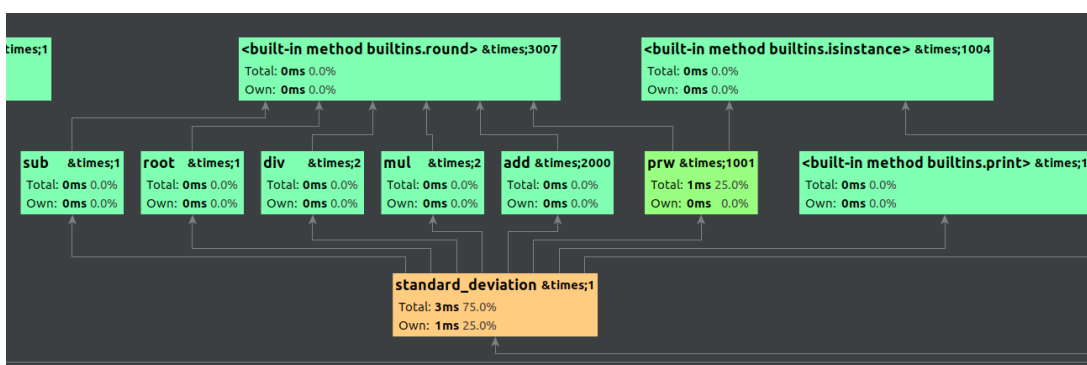 times;1
<built-in method builtins.round> &times;3007
Total: 0ms 0.0%
Own: 0ms 0.0%
<built-in method builtins.isinstance> &times;1004
Total: 0ms 0.0%
Own: 0ms 0.0%
sub &times;1
Total: 0ms 0.0%
Own: 0ms 0.0%
root &times;1
Total: 0ms 0.0%
Own: 0ms 0.0%
div &times;2
Total: 0ms 0.0%
Own: 0ms 0.0%
mul &times;2
Total: 0ms 0.0%
Own: 0ms 0.0%
add &times;2000
Total: 0ms 0.0%
Own: 0ms 0.0%
prw &times;1001
Total: 1ms 25.0%
Own: 0ms 0.0%
<built-in method builtins.print> &times;1
Total: 0ms 0.0%
Own: 0ms 0.0%
standard_deviation &times;1
Total: 3ms 75.0%
Own: 1ms 25.0%